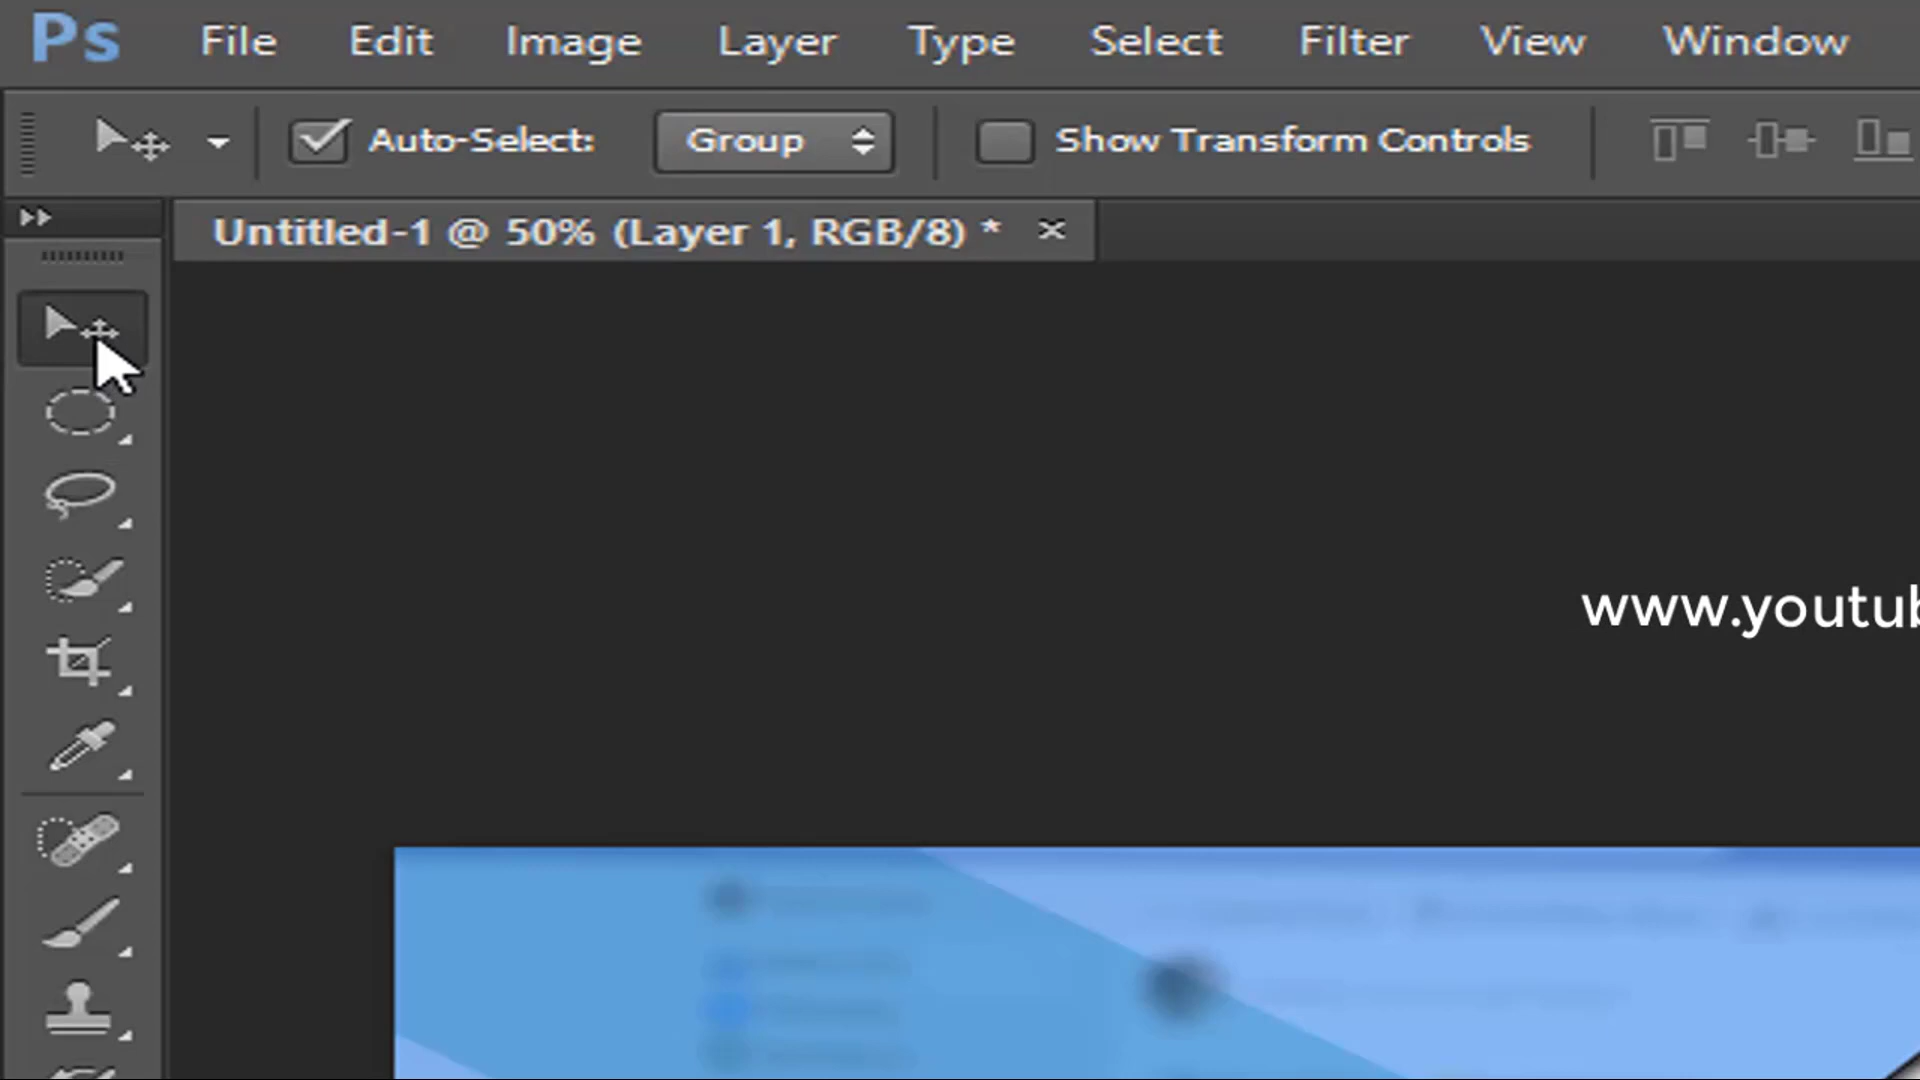 Ps File Edit Image Layer Type Select Filter View Window
Auto-Select: Group Show Transform Controls
Untitled-1 @ 50% (Layer 1, RGB/8) *
www.youtub